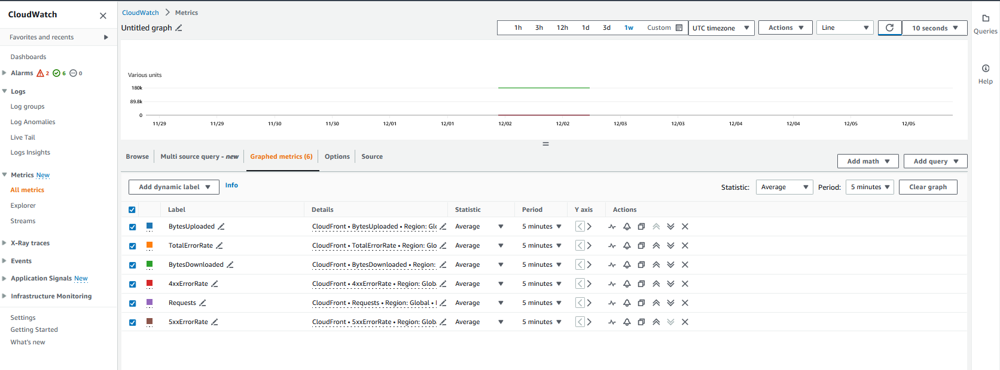 CloudWatch
Favorites and recents
Dashboards
Alarms 2 6 0
Logs
Log groups
Log Anomalies
Live Tail
Logs Insights
Metrics New
All metrics
Explorer
Streams
X-Ray traces
Events
Application Signals New
Infrastructure Monitoring
Settings
Getting Started
What's new
CloudWatch > Metrics
Untitled graph
1h 3h 12h 1d 3d 1w Custom UTC timezone Actions Line 10 seconds
Various units
180k
89.8k
0
11/29 11/29 11/30 11/30 12/01 12/01 12/02 12/02 12/03 12/03 12/04 12/04 12/05 12/05
Browse Multi source query - new Graphed metrics (6) Options Source
Add math Add query
Add dynamic label Info Statistic: Average Period: 5 minutes Clear graph
Label Details Statistic Period Y axis Actions
BytesUploaded CloudFront • BytesUploaded • Region: Gl Average 5 minutes
TotalErrorRate CloudFront • TotalErrorRate • Region: Glo Average 5 minutes
BytesDownloaded CloudFront • BytesDownloaded • Region: Average 5 minutes
4xxErrorRate CloudFront • 4xxErrorRate • Region: Glob Average 5 minutes
Requests CloudFront • Requests • Region: Global • Average 5 minutes
5xxErrorRate CloudFront • 5xxErrorRate • Region: Glob Average 5 minutes
Queries
Help